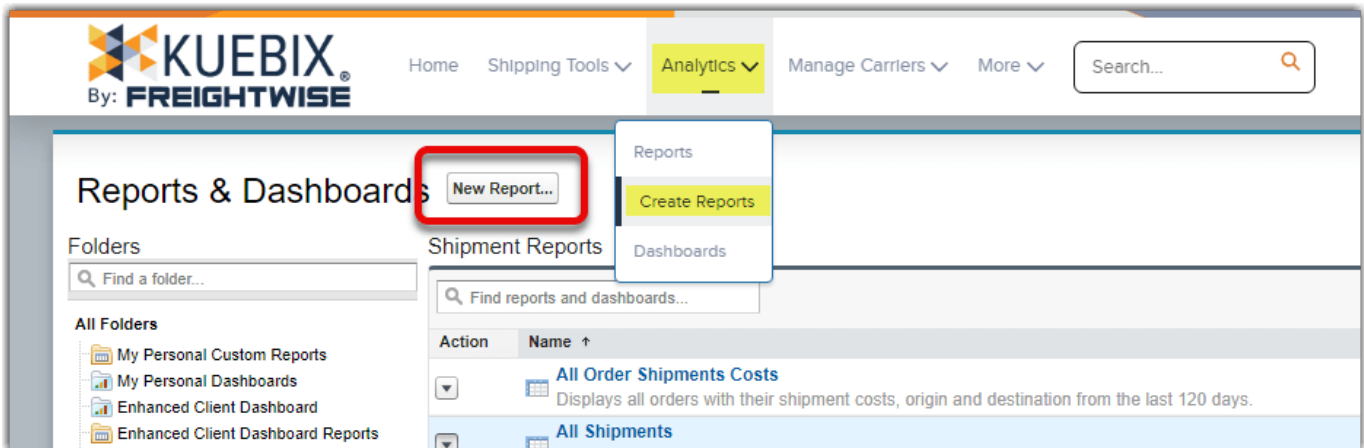 KUEBIX®
By: FREIGHTWISE
Home Shipping Tools Analytics Manage Carriers More Search...
Reports
Create Reports
Dashboards
Reports & Dashboards New Report...
Folders
Find a folder...
All Folders
My Personal Custom Reports
My Personal Dashboards
Enhanced Client Dashboard
Enhanced Client Dashboard Reports
Shipment Reports
Find reports and dashboards...
Action Name ↑
All Order Shipments Costs
Displays all orders with their shipment costs, origin and destination from the last 120 days.
All Shipments